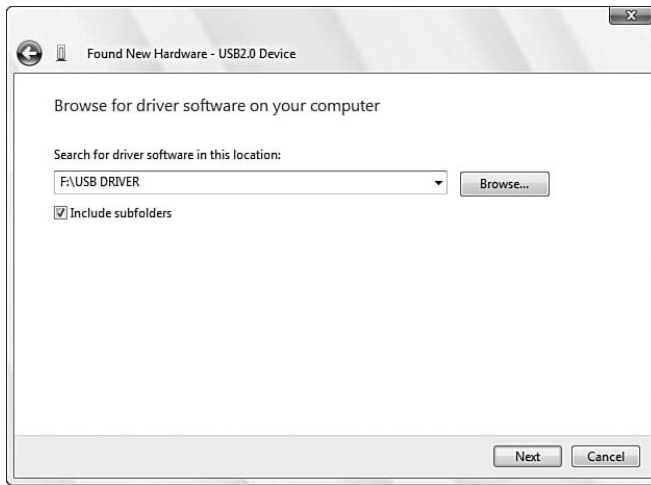 Found New Hardware - USB2.0 Device
Browse for driver software on your computer
Search for driver software in this location:
F:\USB DRIVER
Browse...
Include subfolders
Next
Cancel